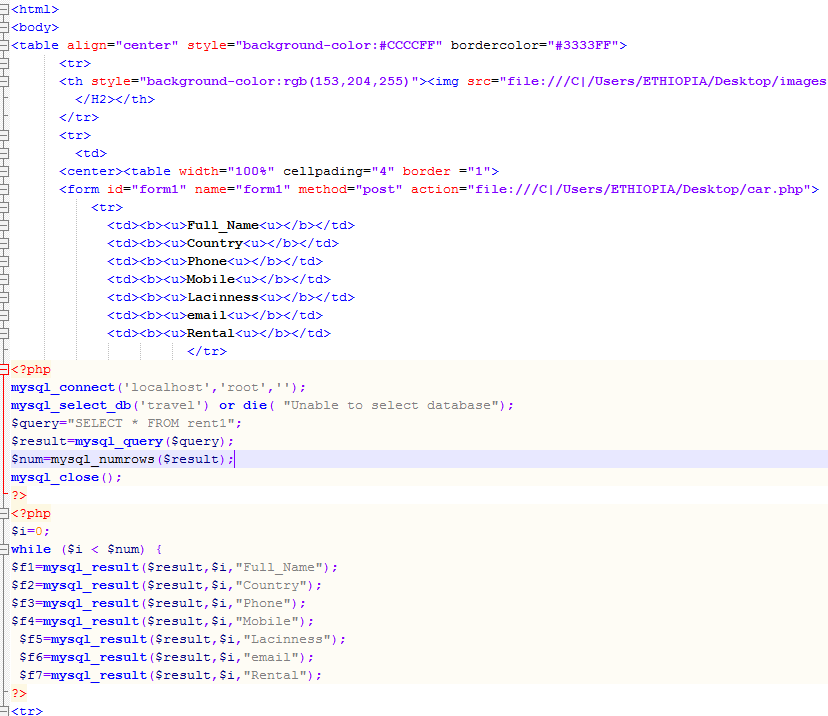 <html>
<body>
<table align="center" style="background-color:#CCCCFF" bordercolor="#3333FF">
<tr>
<th style="background-color:rgb(153,204,255)"><img src="file:///C|/Users/ETHIOPIA/Desktop/images
</H2></th>
</tr>
<tr>
<td>
<center><table width="100%" cellpading="4" border ="1">
<form id="form1" name="form1" method="post" action="file:///C|/Users/ETHIOPIA/Desktop/car.php">
<tr>
<td><b><u>Full_Name<u></b></td>
<td><b><u>Country<u></b></td>
<td><b><u>Phone<u></b></td>
<td><b><u>Mobile<u></b></td>
<td><b><u>Lacinness<u></b></td>
<td><b><u>email<u></b></td>
<td><b><u>Rental<u></b></td>
</tr>
<?php
mysql_connect('localhost','root','');
mysql_select_db('travel') or die( "Unable to select database");
$query="SELECT * FROM rent1";
$result=mysql_query($query);
$num=mysql_numrows($result);
mysql_close();
?>
<?php
$i=0;
while ($i < $num) {
$f1=mysql_result($result,$i,"Full_Name");
$f2=mysql_result($result,$i,"Country");
$f3=mysql_result($result,$i,"Phone");
$f4=mysql_result($result,$i,"Mobile");
$f5=mysql_result($result,$i,"Lacinness");
$f6=mysql_result($result,$i,"email");
$f7=mysql_result($result,$i,"Rental");
?>
<tr>